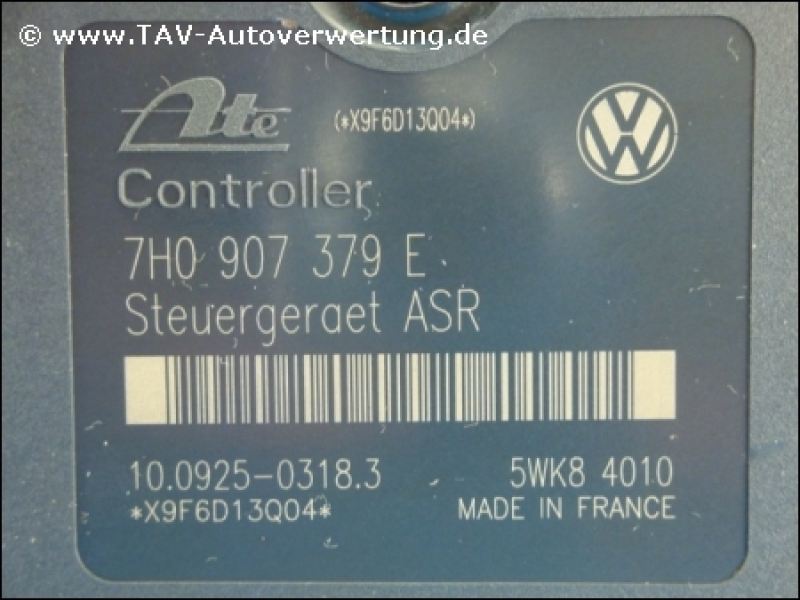 © www.TAV-Autoverwertung.de
Ate (*X9F6D13Q04*)
Controller
7H0 907 379 E
Steuergeraet ASR
10.0925-0318.3 5WK8 4010
*X9F6D13Q04* MADE IN FRANCE